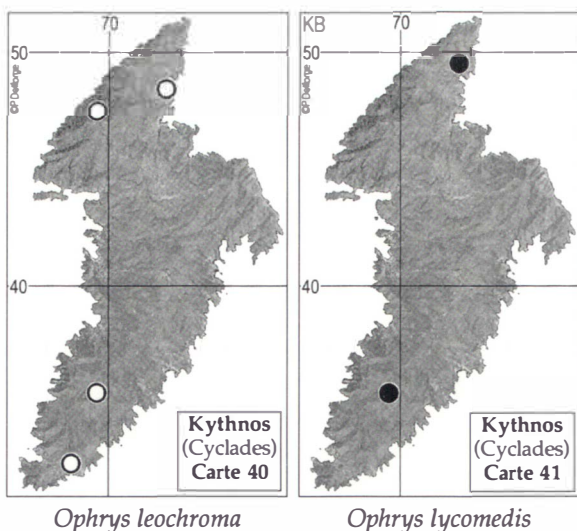 70
50
©P Delforge
40
Kythnos
(Cyclades)
Carte 40
Ophrys leochroma
KB
70
50
©P Delforge
40
Kythnos
(Cyclades)
Carte 41
Ophrys lycomedis